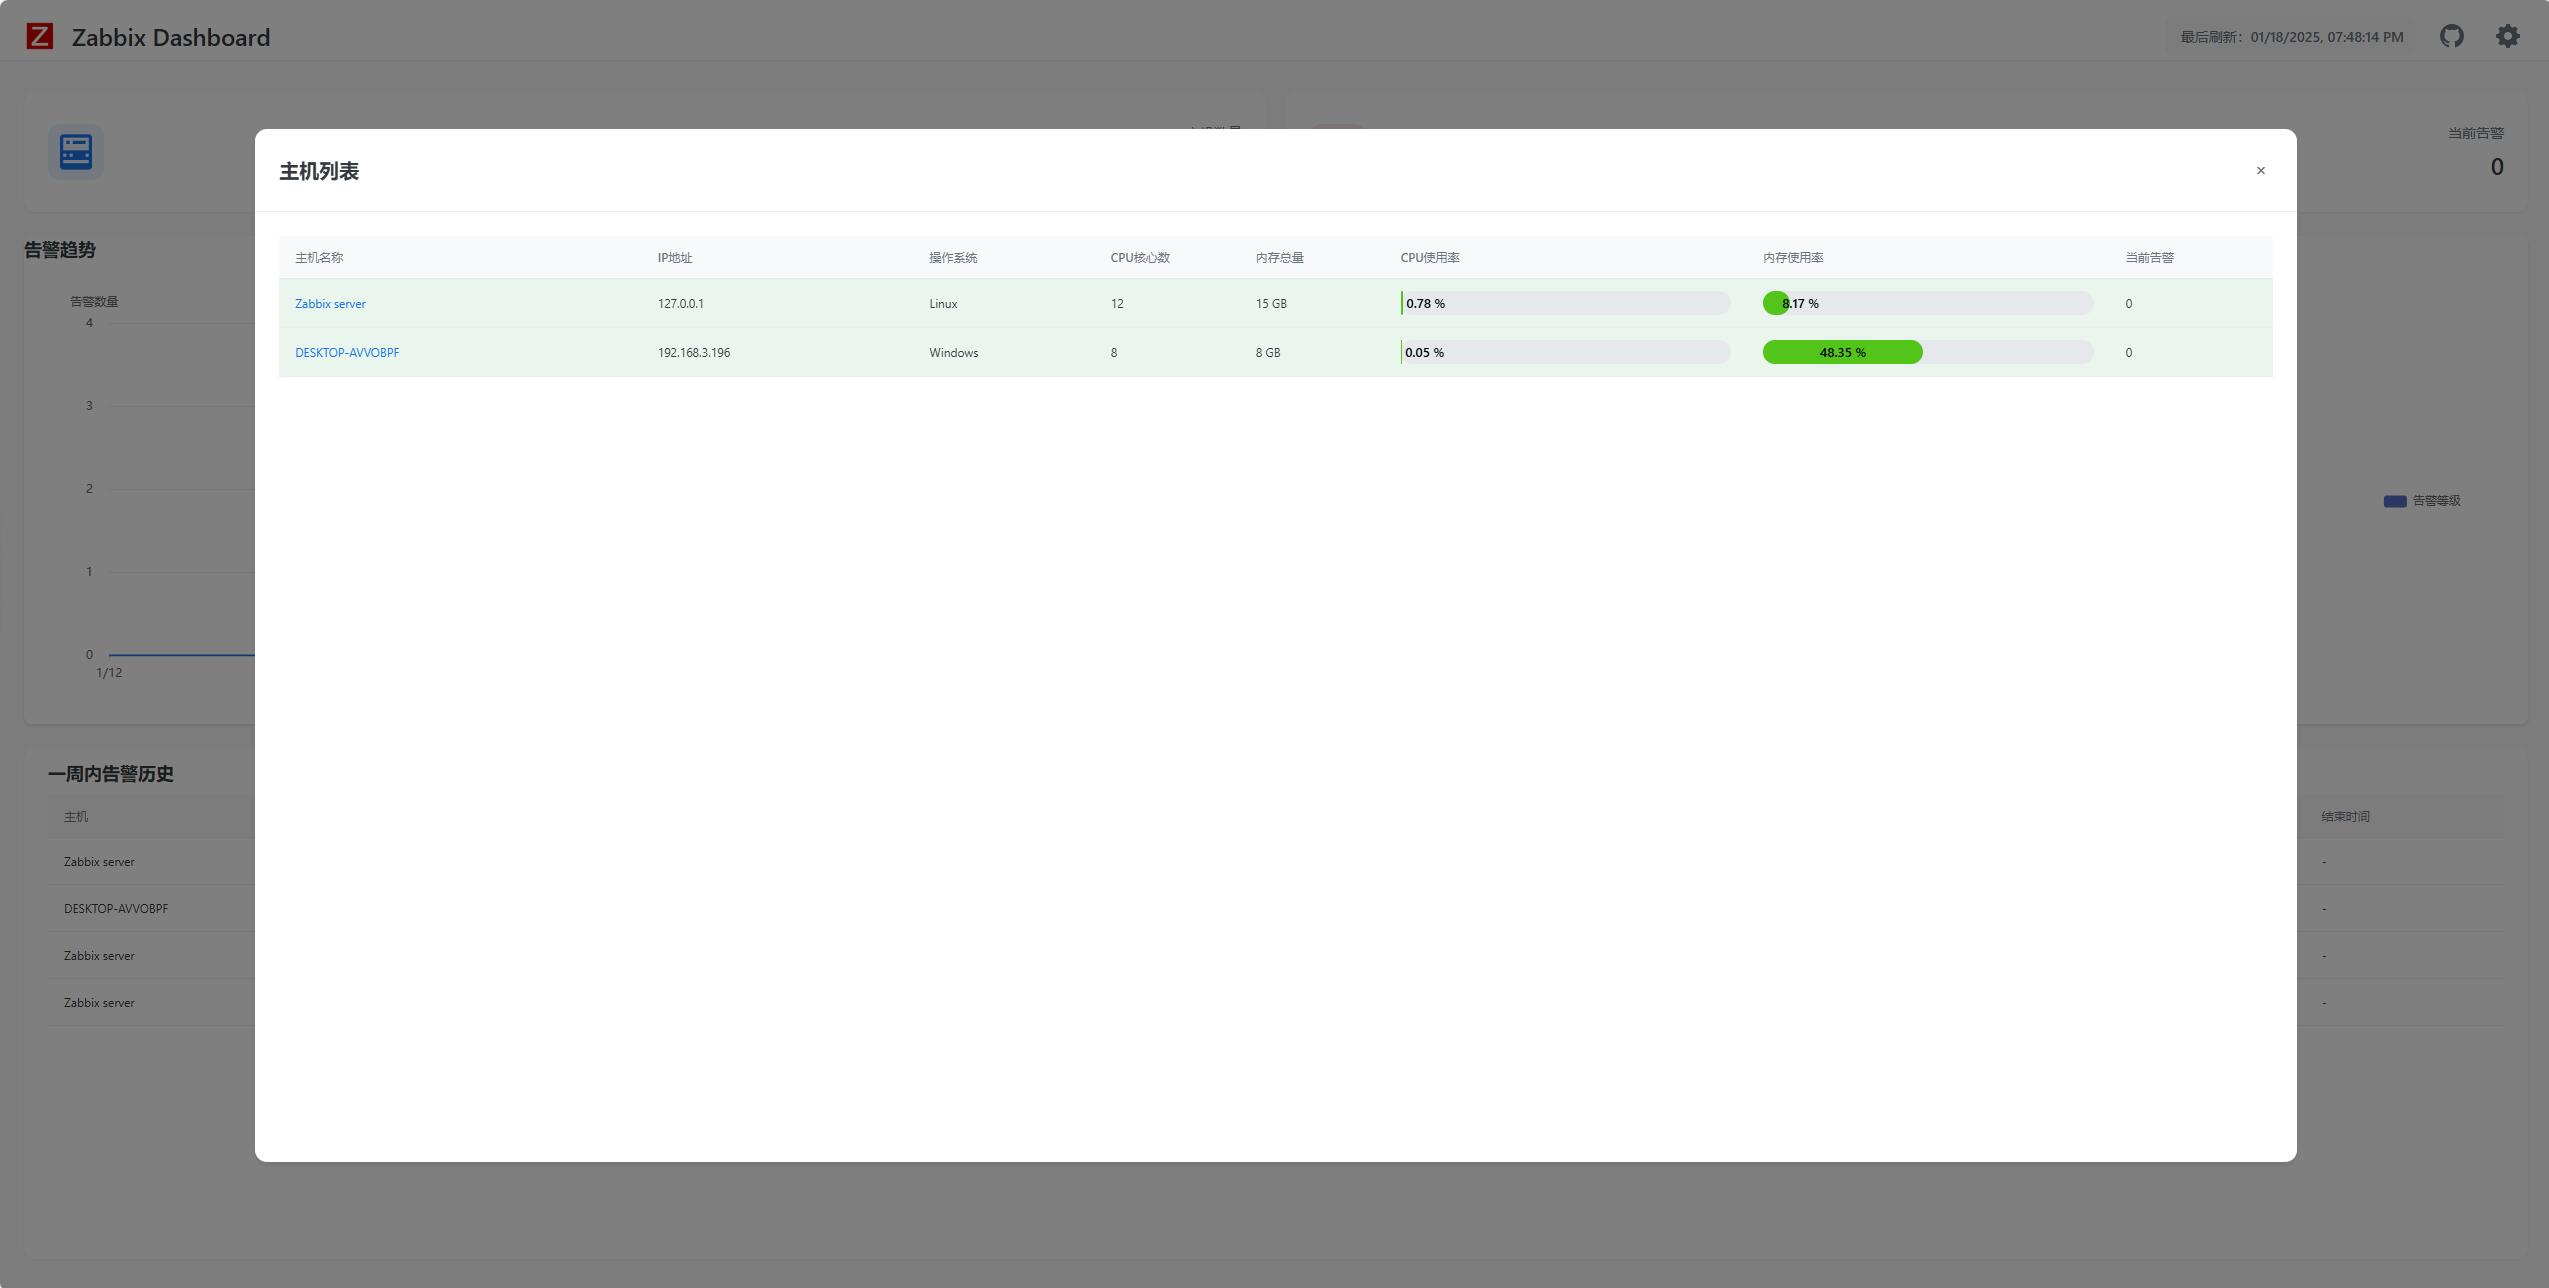 Zabbix Dashboard
最后刷新：01/18/2025, 07:48:14 PM
当前告警
0
告警趋势
告警数量
4
3
2
1
0
1/12
告警等级
主机列表
×
主机名称 IP地址 操作系统 CPU核心数 内存总量 CPU使用率 内存使用率 当前告警
Zabbix server 127.0.0.1 Linux 12 15 GB 0.78 % 8.17 % 0
DESKTOP-AVVOBPF 192.168.3.196 Windows 8 8 GB 0.05 % 48.35 % 0
一周内告警历史
主机 结束时间
Zabbix server -
DESKTOP-AVVOBPF -
Zabbix server -
Zabbix server -